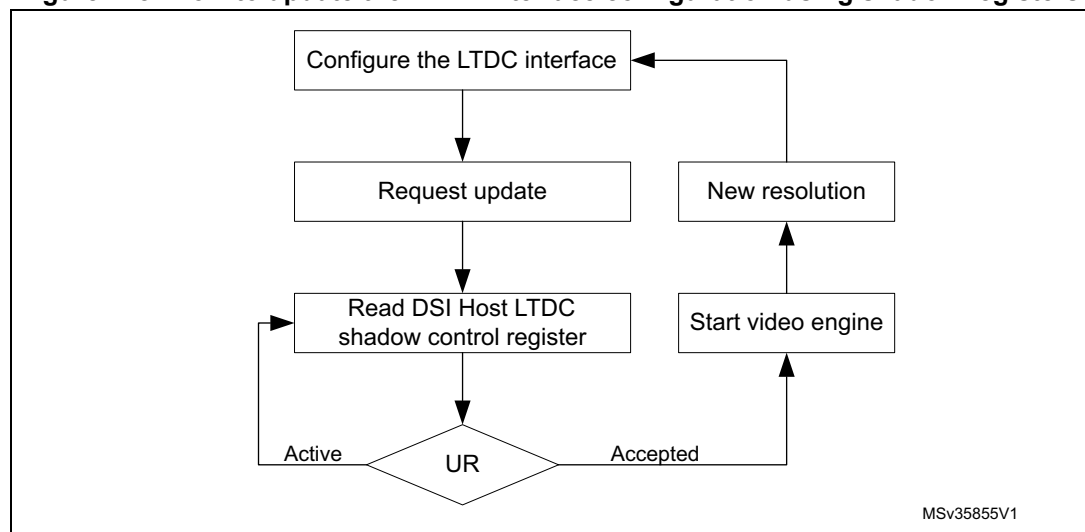 Configure the LTDC interface
Request update
New resolution
Read DSI Host LTDC
shadow control register
Start video engine
Active
UR
Accepted
MSv35855V1